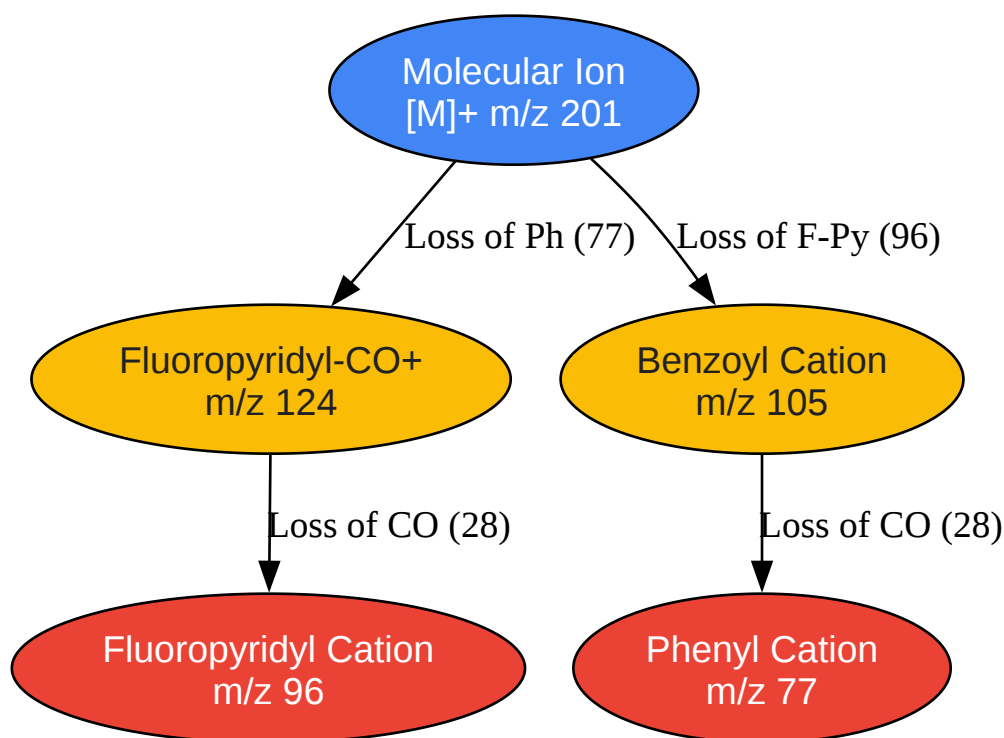 Molecular Ion
[M]+ m/z 201
Loss of Ph (77)
Loss of F-Py (96)
Fluoropyridyl-CO+
m/z 124
Benzoyl Cation
m/z 105
Loss of CO (28)
Loss of CO (28)
Fluoropyridyl Cation
m/z 96
Phenyl Cation
m/z 77